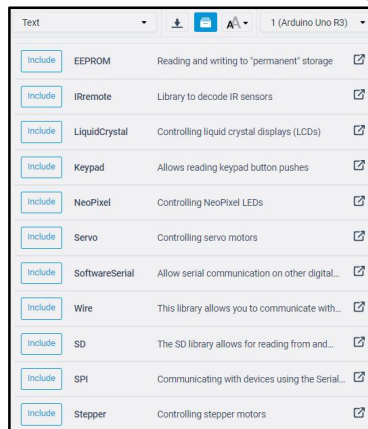 Text 1 (Arduino Uno R3)
Include EEPROM Reading and writing to "permanent" storage
Include IRremote Library to decode IR sensors
Include LiquidCrystal Controlling liquid crystal displays (LCDs)
Include Keypad Allows reading keypad button pushes
Include NeoPixel Controlling NeoPixel LEDs
Include Servo Controlling servo motors
Include SoftwareSerial Allow serial communication on other digital...
Include Wire This library allows you to communicate with...
Include SD The SD library allows for reading from and...
Include SPI Communicating with devices using the Serial...
Include Stepper Controlling stepper motors